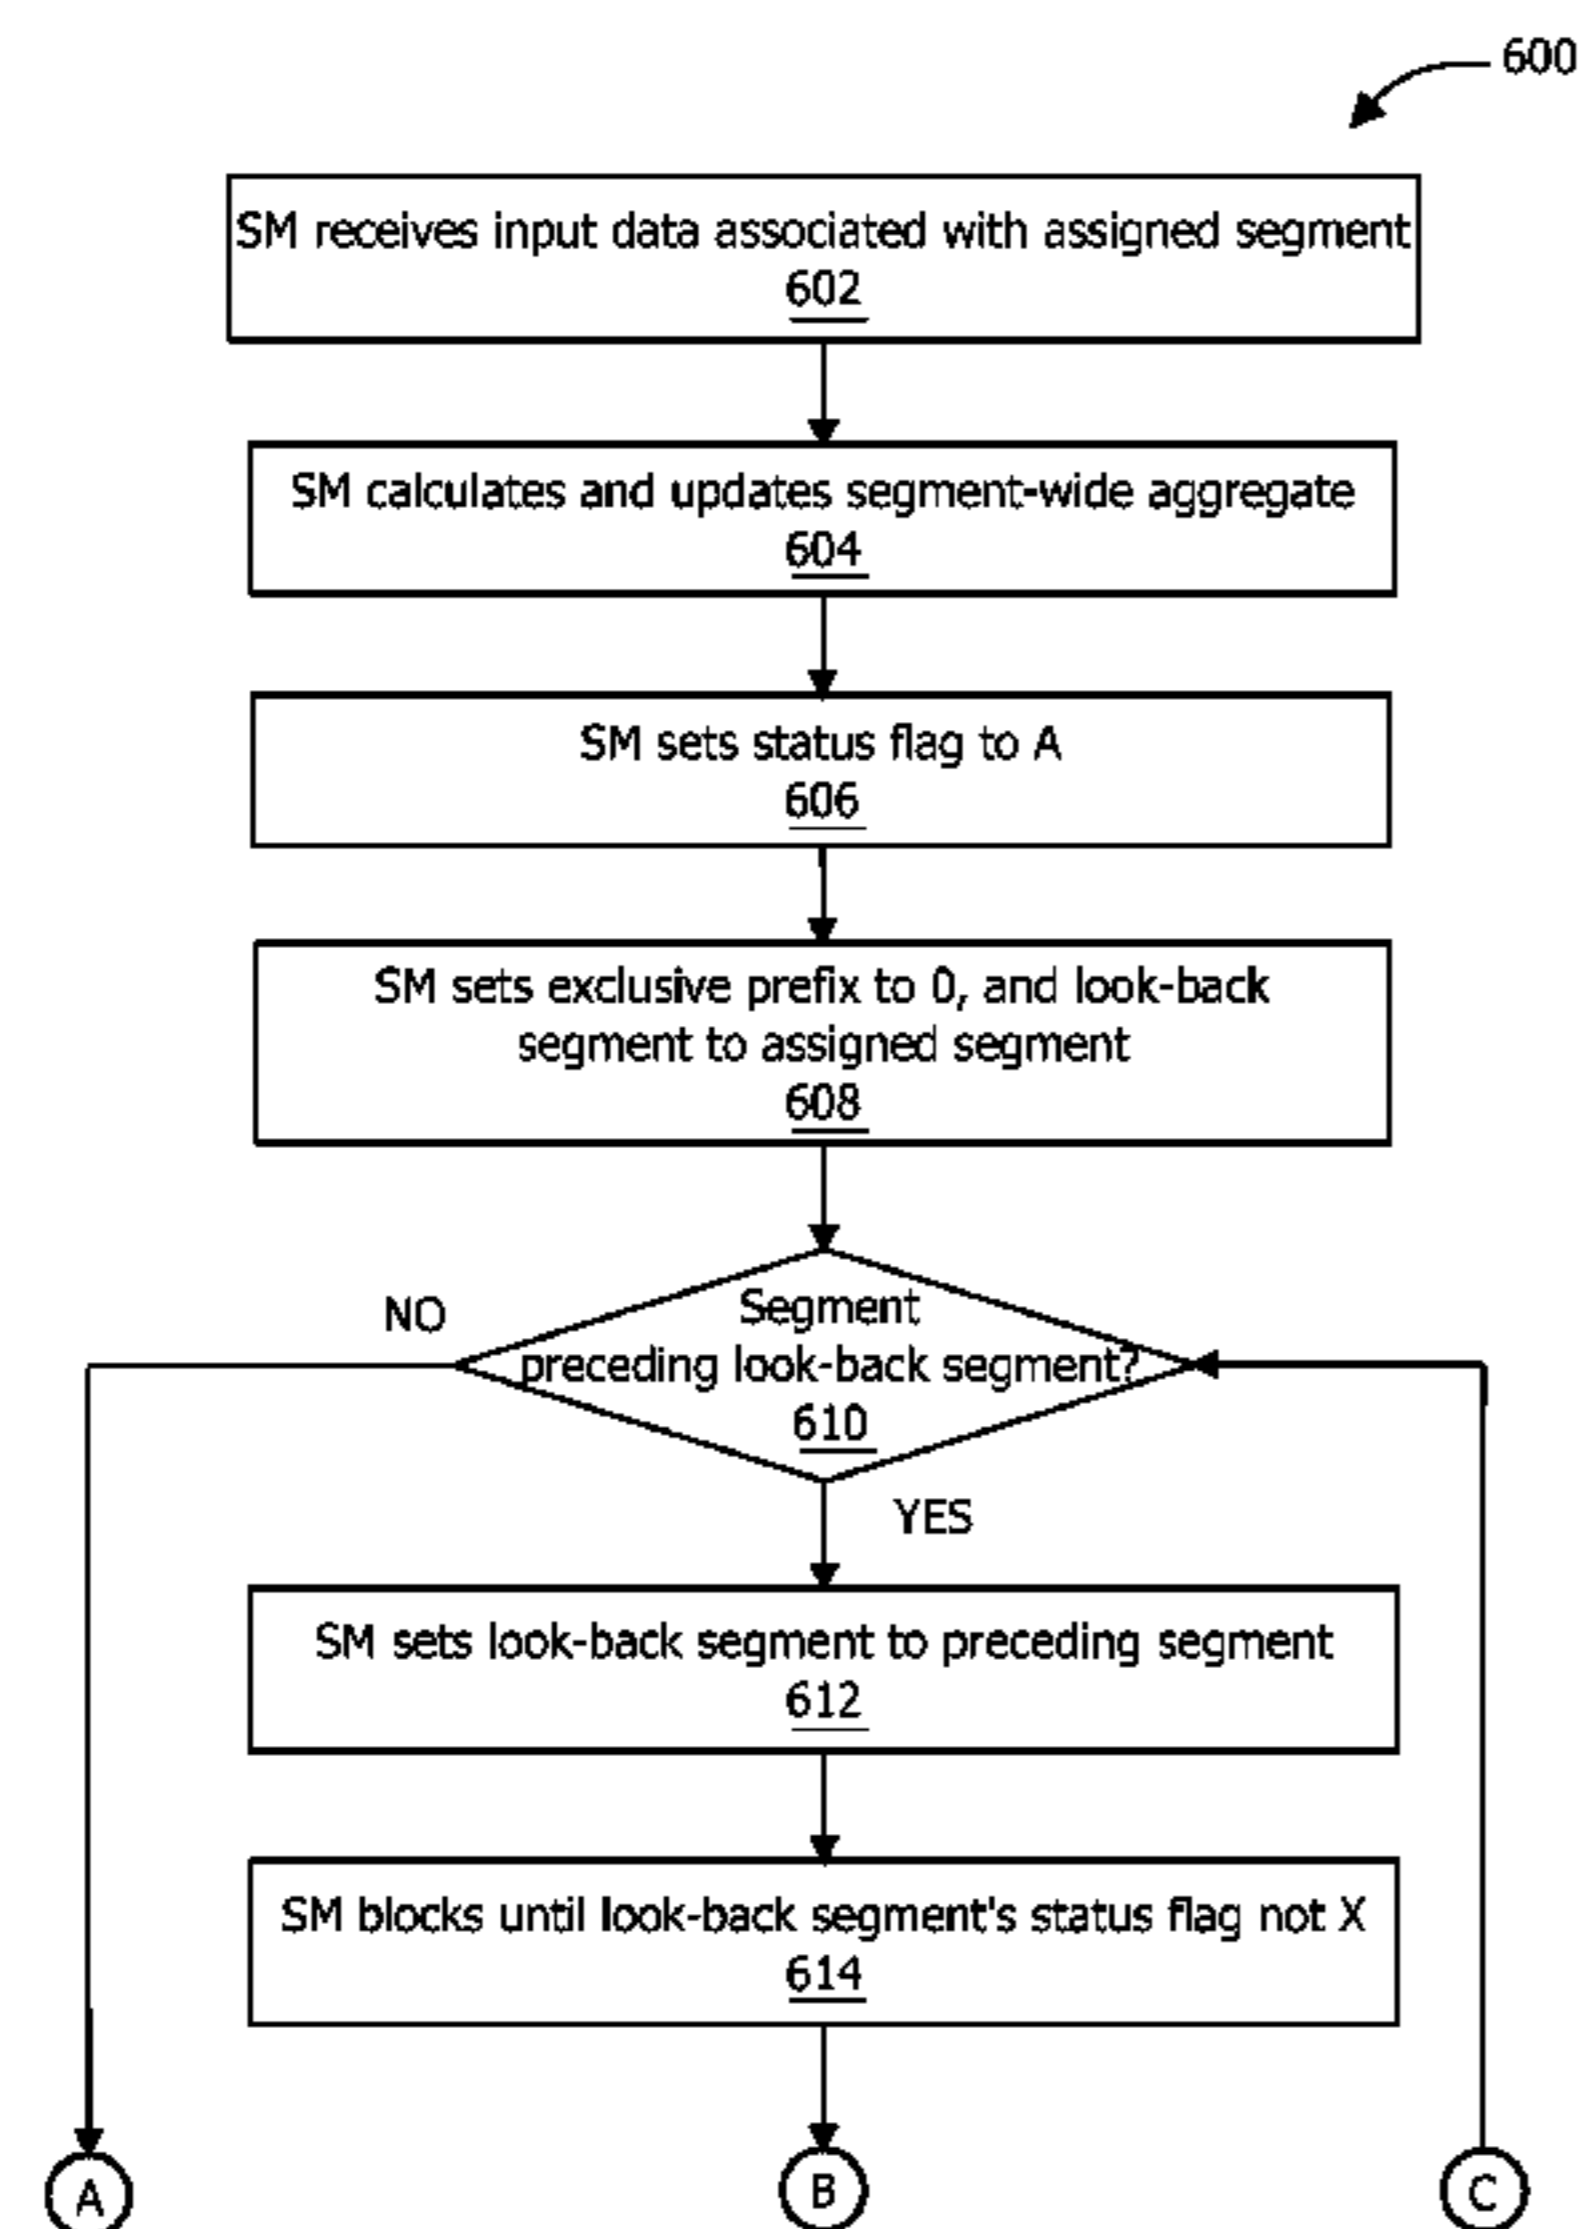 600
SM receives input data associated with assigned segment
602
SM calculates and updates segment-wide aggregate
604
SM sets status flag to A
606
SM sets exclusive prefix to 0, and look-back
segment to assigned segment
608
NO
Segment
preceding look-back segment?
610
YES
SM sets look-back segment to preceding segment
612
SM blocks until look-back segment's status flag not X
614
A
B
C